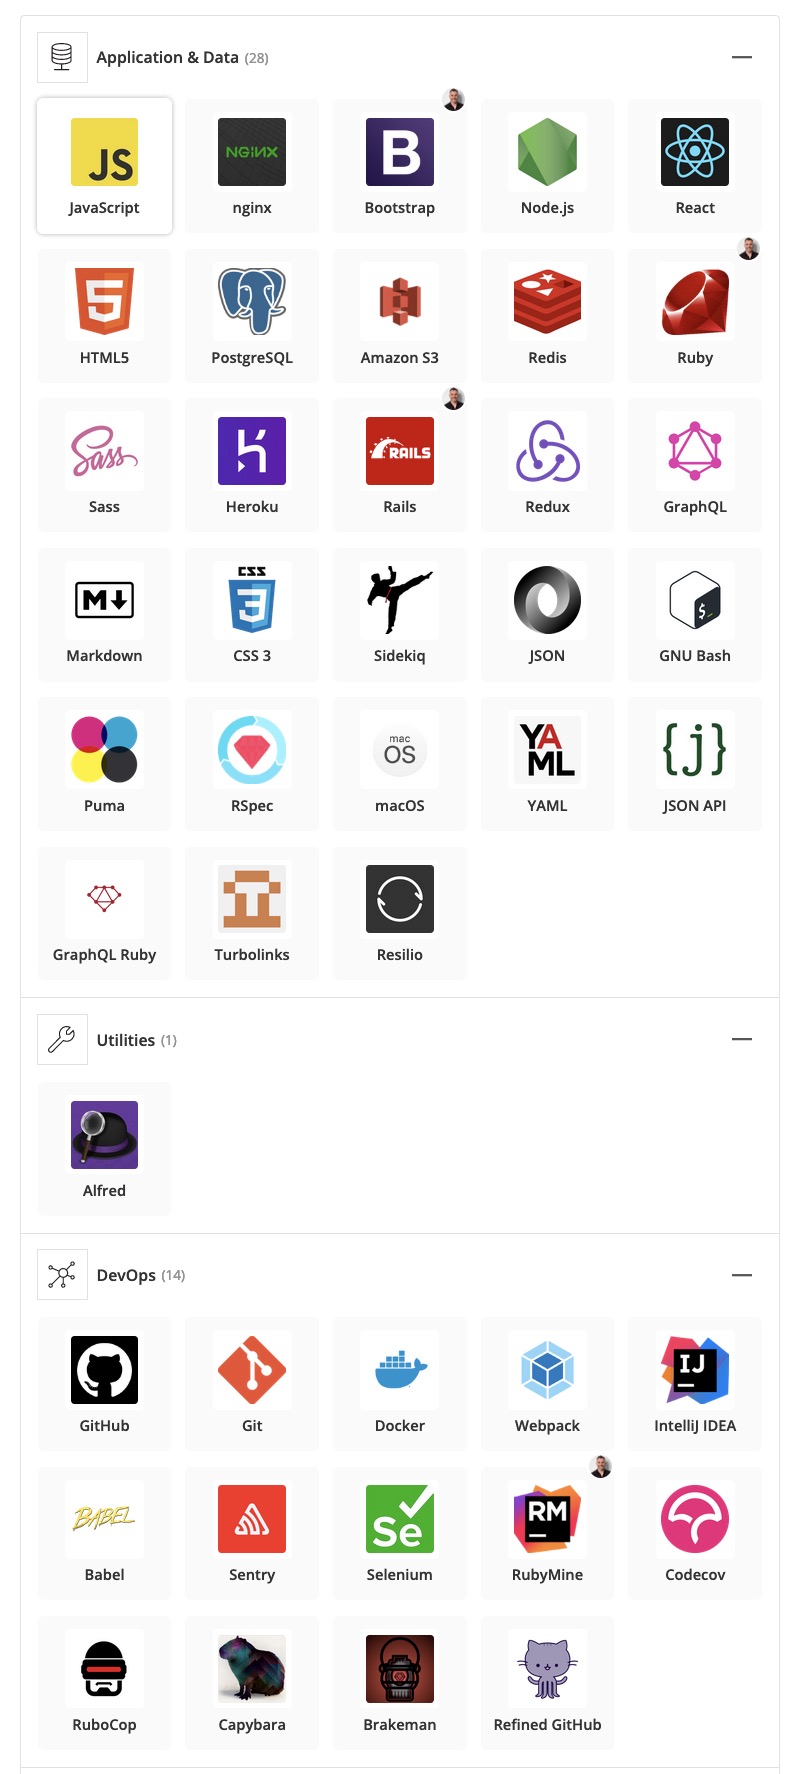 Application & Data (28)
JS
NGINX
B
JavaScript
nginx
Bootstrap
Node.js
React
5
HTML5
PostgreSQL
Amazon S3
Redis
Ruby
Sass
RAILS
Sass
Heroku
Rails
Redux
GraphQL
M
CSS
3
$
Markdown
CSS 3
Sidekiq
JSON
GNU Bash
mac
OS
YAML
{j}
Puma
RSpec
macOS
YAML
JSON API
GraphQL Ruby
Turbolinks
Resilio
Utilities (1)
Alfred
DevOps (14)
IJ
GitHub
Git
Docker
Webpack
IntelliJ IDEA
BABEL
Se
RM
Babel
Sentry
Selenium
RubyMine
Codecov
RuboCop
Capybara
Brakeman
Refined GitHub